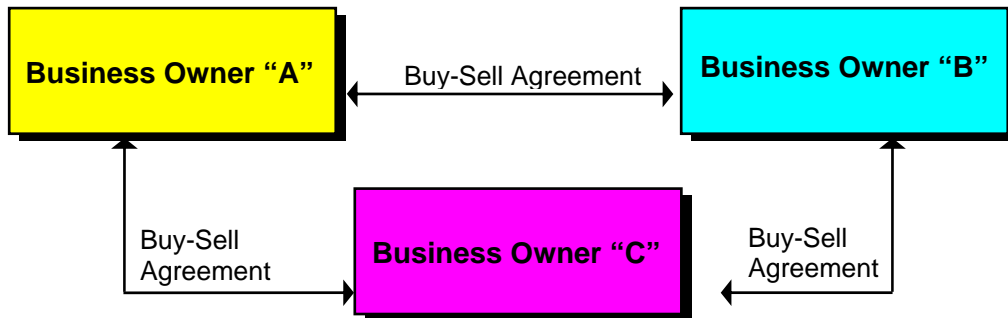 Business Owner “A”
Buy-Sell Agreement
Business Owner “B”
Buy-Sell
Agreement
Business Owner “C”
Buy-Sell
Agreement